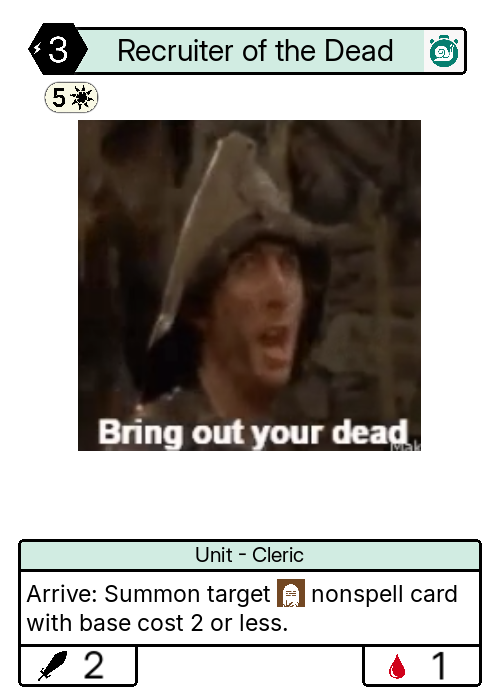 3
Recruiter of the Dead
5
Bring out your dead
Mak
Unit - Cleric
Arrive: Summon target nonspell card
with base cost 2 or less.
2
1